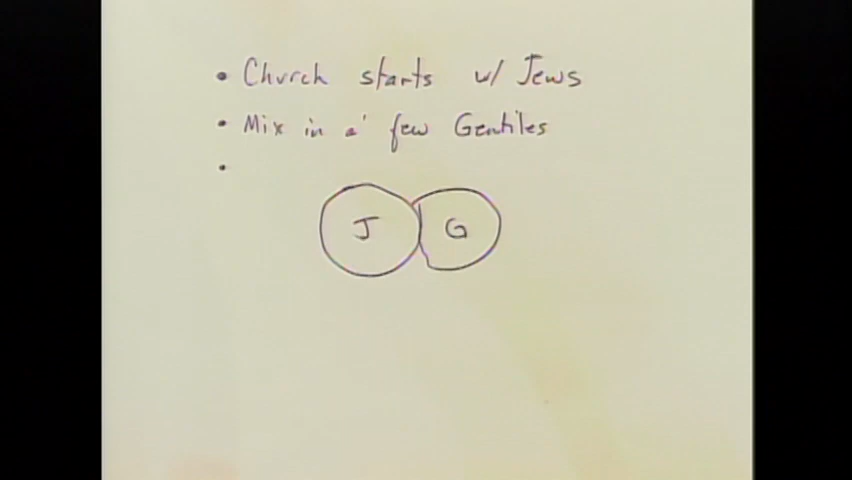 • Church starts w/ Jews
• Mix in a few Gentiles
•
J G